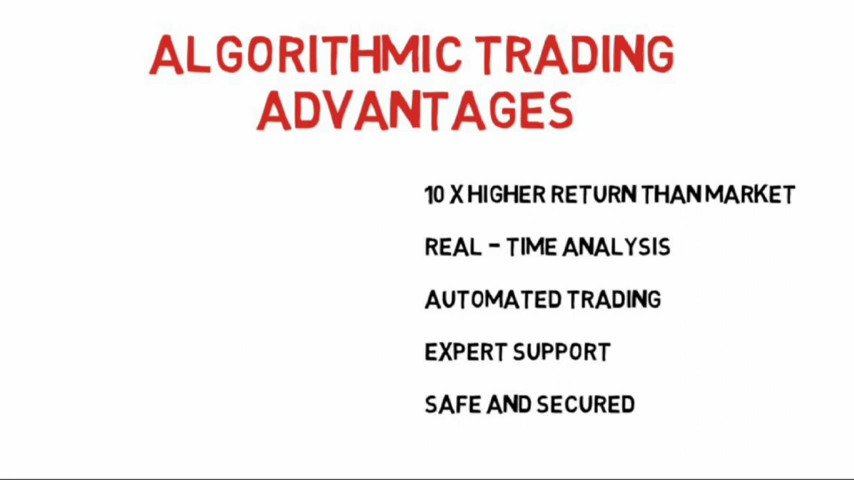 ALGORITHMIC TRADING
ADVANTAGES
10 X HIGHER RETURN THAN MARKET
REAL - TIME ANALYSIS
AUTOMATED TRADING
EXPERT SUPPORT
SAFE AND SECURED